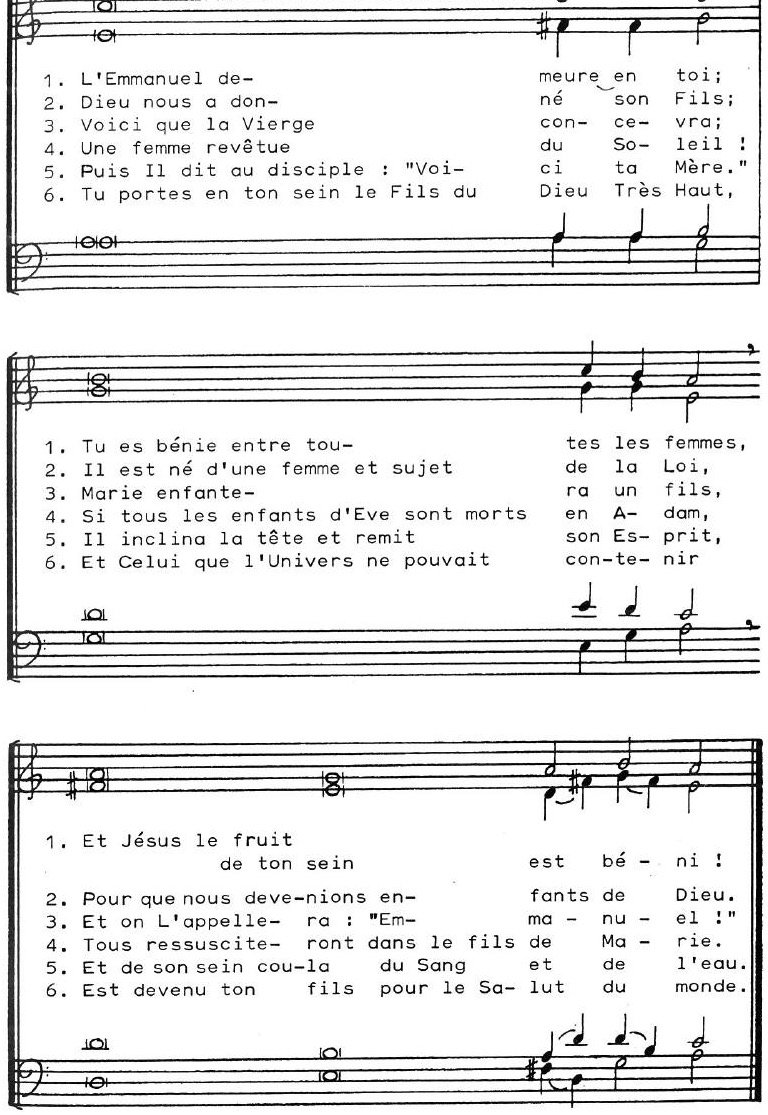 1. L'Emmanuel de- meure en toi;
2. Dieu nous a don- né son Fils;
3. Voici que la Vierge con- ce- vra;
4. Une femme revêtue du So- leil !
5. Puis Il dit au disciple : "Voi- ci ta Mère."
6. Tu portes en ton sein le Fils du Dieu Très Haut,
1. Tu es bénie entre tou- tes les femmes,
2. Il est né d'une femme et sujet de la Loi,
3. Marie enfante- ra un fils,
4. Si tous les enfants d'Eve sont morts en A- dam,
5. Il inclina la tête et remit son Es- prit,
6. Et Celui que l'Univers ne pouvait con-te- nir
1. Et Jésus le fruit
de ton sein est bé - ni !
2. Pour que nous deve-nions en- fants de Dieu.
3. Et on L'appelle- ra : "Em- ma - nu - el !"
4. Tous ressuscite- ront dans le fils de Ma - rie.
5. Et de son sein cou-la du Sang et de l'eau.
6. Est devenu ton fils pour le Sa- lut du monde.